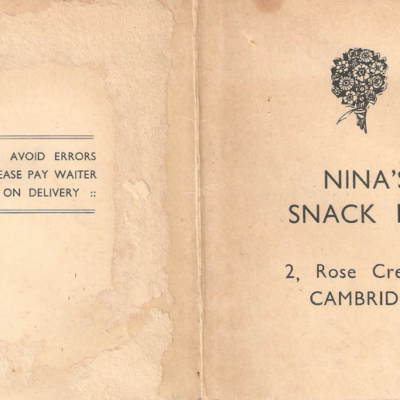 AVOID ERRORS
EASE PAY WAITER
ON DELIVERY ::
NINA'S
SNACK
2, Rose Cre
CAMBRID